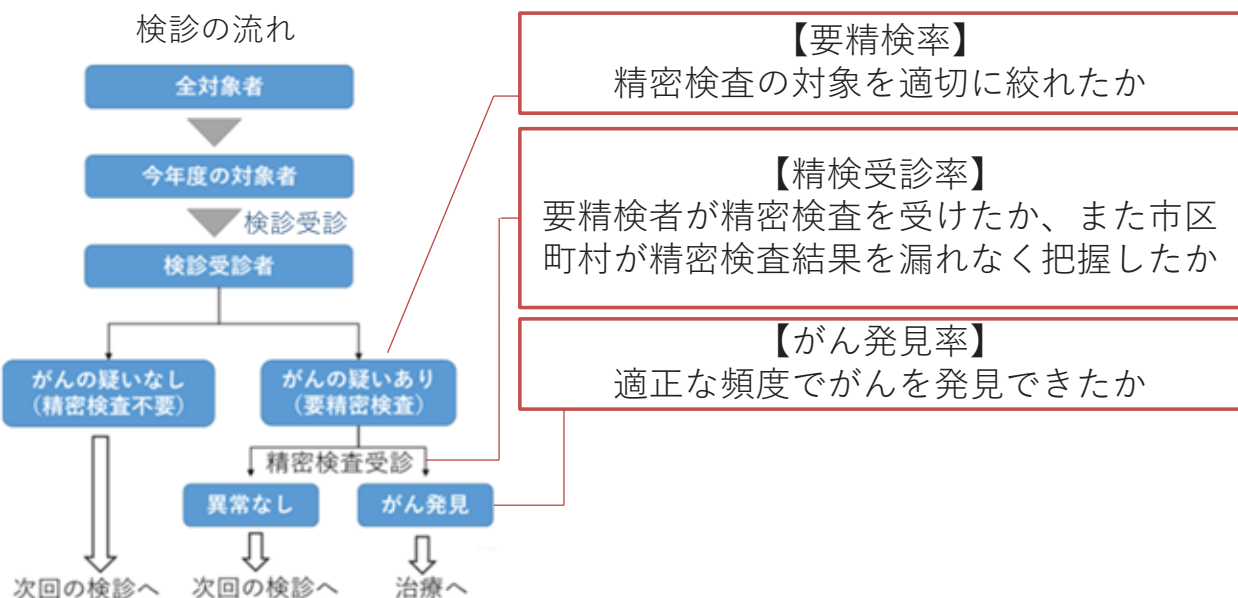 検診の流れ
全対象者
今年度の対象者
検診受診
検診受診者
がんの疑いなし
（精密検査不要）
がんの疑いあり
（要精密検査）
精密検査受診
異常なし
がん発見
次回の検診へ
次回の検診へ
治療へ
【要精検率】
精密検査の対象を適切に絞れたか
【精検受診率】
要精検者が精密検査を受けたか、また市区
町村が精密検査結果を漏れなく把握したか
【がん発見率】
適正な頻度でがんを発見できたか